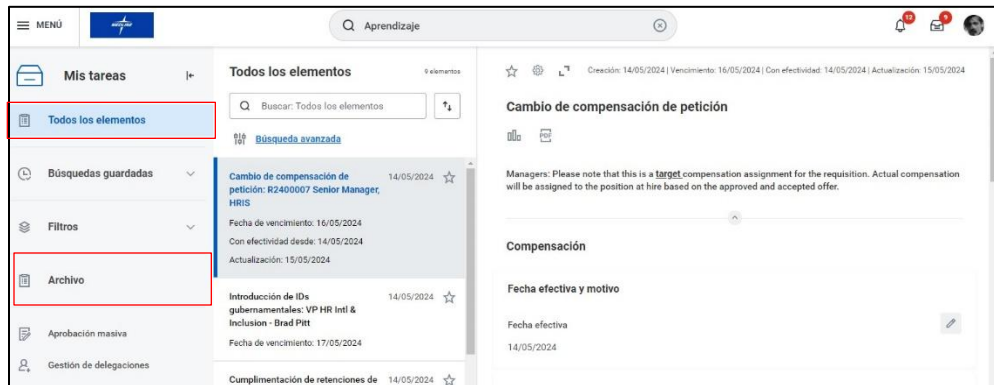 MENÚ
MEDLINE
Aprendizaje
12
9
Mis tareas
Todos los elementos
Búsquedas guardadas
Filtros
Archivo
Aprobación masiva
Gestión de delegaciones
Todos los elementos
9 elementos
Buscar: Todos los elementos
Búsqueda avanzada
Cambio de compensación de
petición: R2400007 Senior Manager,
HRIS
14/05/2024
Fecha de vencimiento: 16/05/2024
Con efectividad desde: 14/05/2024
Actualización: 15/05/2024
Introducción de IDs
gubernamentales: VP HR Intl &
Inclusion - Brad Pitt
14/05/2024
Fecha de vencimiento: 17/05/2024
Cumplimentación de retenciones de
14/05/2024
Creación: 14/05/2024 | Vencimiento: 16/05/2024 | Con efectividad: 14/05/2024 | Actualización: 15/05/2024
Cambio de compensación de petición
PDF
Managers: Please note that this is a target compensation assignment for the requisition. Actual compensation
will be assigned to the position at hire based on the approved and accepted offer.
Compensación
Fecha efectiva y motivo
Fecha efectiva
14/05/2024